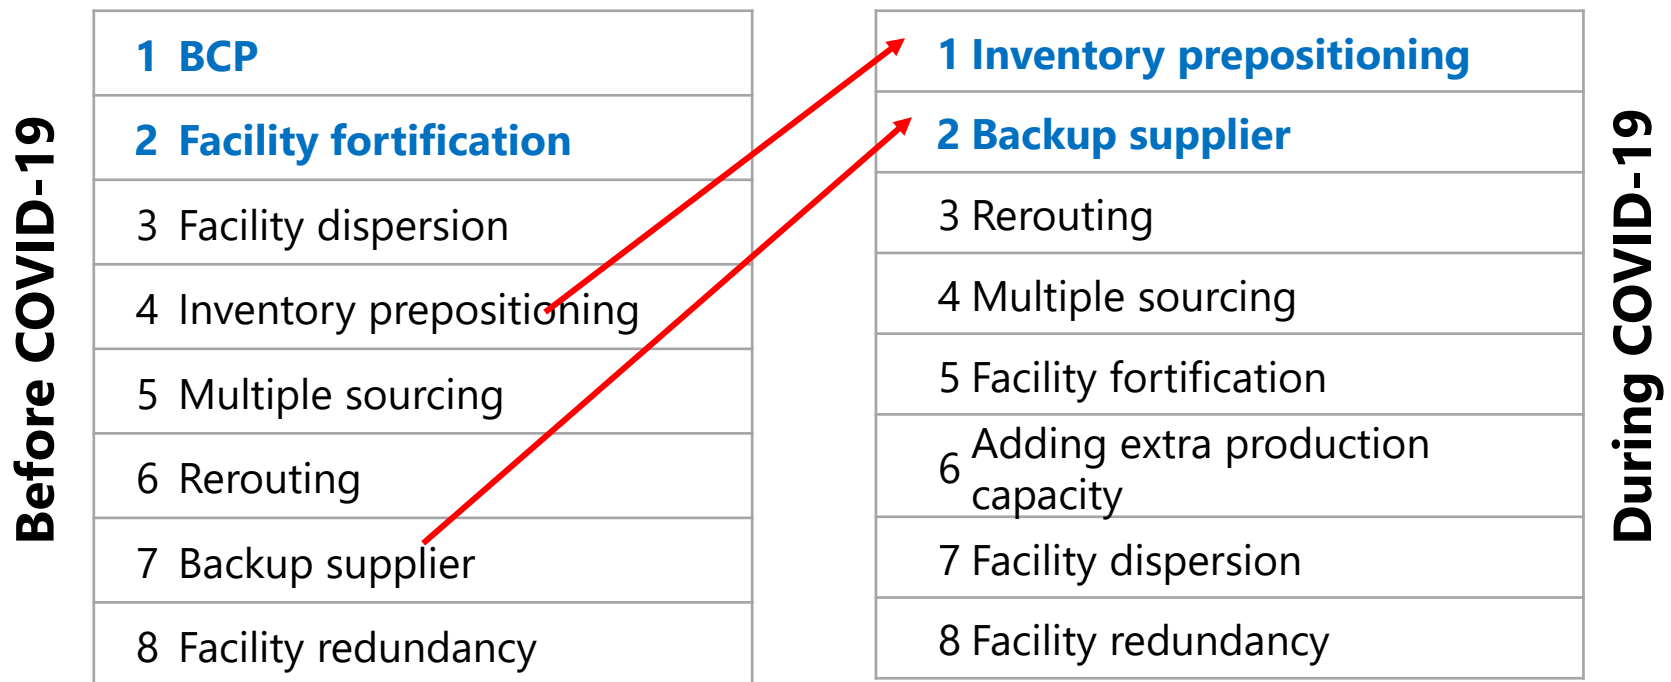 Before COVID-19
1 BCP
2 Facility fortification
3 Facility dispersion
4 Inventory prepositioning
5 Multiple sourcing
6 Rerouting
7 Backup supplier
8 Facility redundancy
1 Inventory prepositioning
2 Backup supplier
3 Rerouting
4 Multiple sourcing
5 Facility fortification
6 Adding extra production
capacity
7 Facility dispersion
8 Facility redundancy
During COVID-19